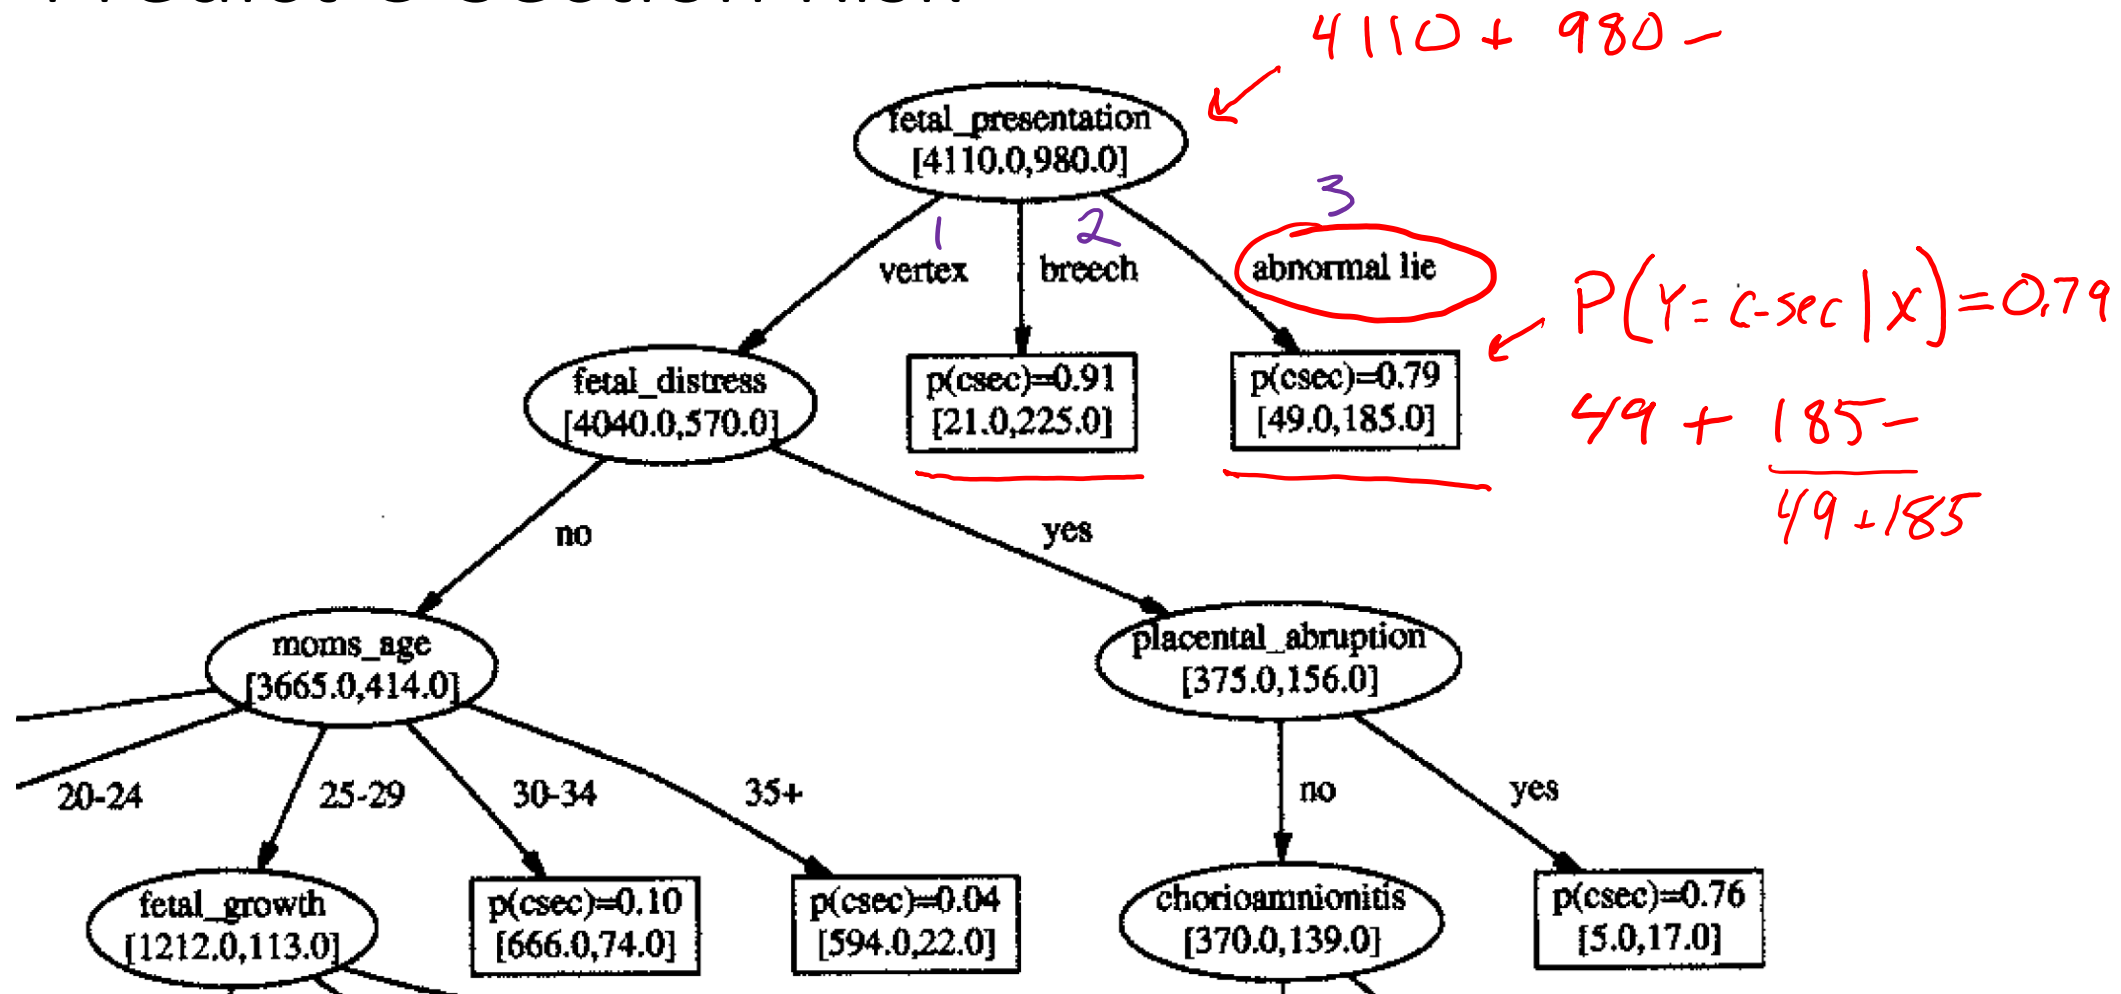 4110 + 980 -
fetal_presentation
[4110.0,980.0]
1 2 3
vertex breech abnormal lie
P(Y= c-sec | X) = 0.79
fetal_distress
[4040.0,570.0]
p(csec)=0.91
[21.0,225.0]
p(csec)=0.79
[49.0,185.0]
49 + 185 -
49 + 185
no yes
moms_age
[3665.0,414.0]
placental_abruption
[375.0,156.0]
20-24 25-29 30-34 35+
no yes
fetal_growth
[1212.0,113.0]
p(csec)=0.10
[666.0,74.0]
p(csec)=0.04
[594.0,22.0]
chorioamnionitis
[370.0,139.0]
p(csec)=0.76
[5.0,17.0]